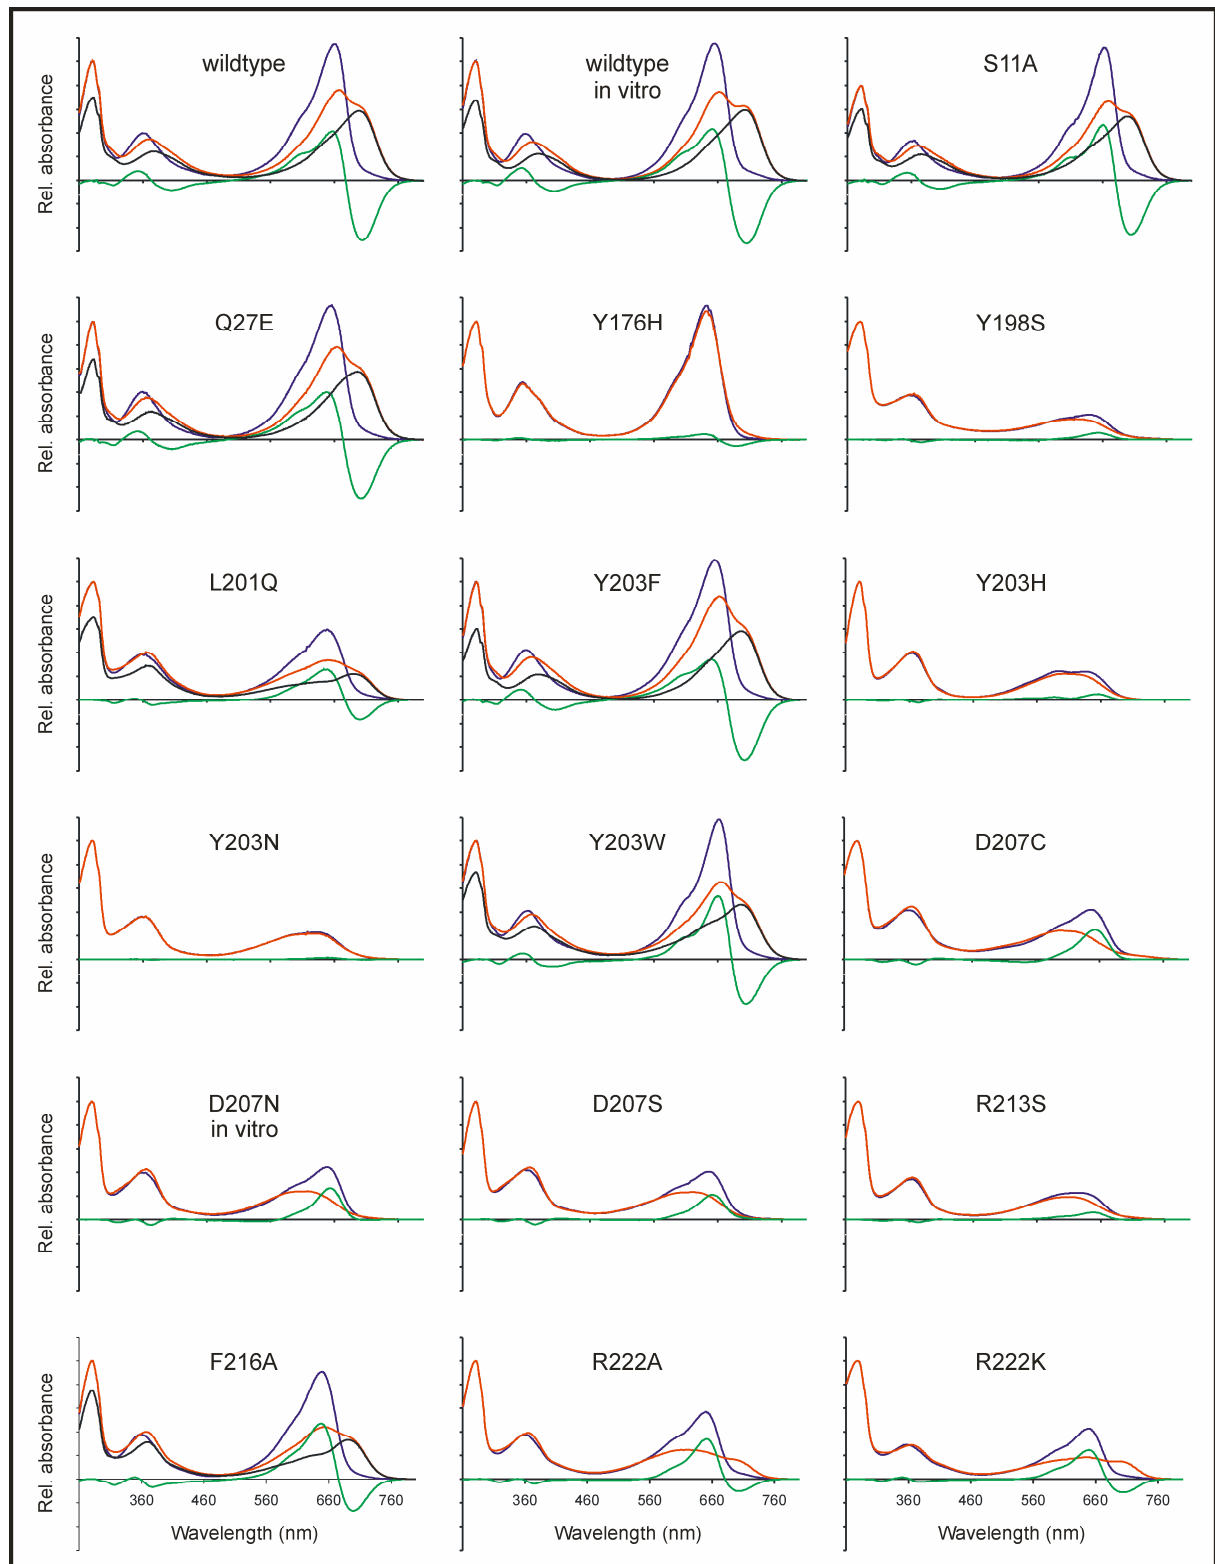 wildtype
wildtype
in vitro
S11A
Rel. absorbance
Q27E
Y176H
Y198S
Rel. absorbance
L201Q
Y203F
Y203H
Rel. absorbance
Y203N
Y203W
D207C
Rel. absorbance
D207N
in vitro
D207S
R213S
Rel. absorbance
F216A
R222A
R222K
Rel. absorbance
360 460 560 660 760
360 460 560 660 760
360 460 560 660 760
Wavelength (nm)
Wavelength (nm)
Wavelength (nm)